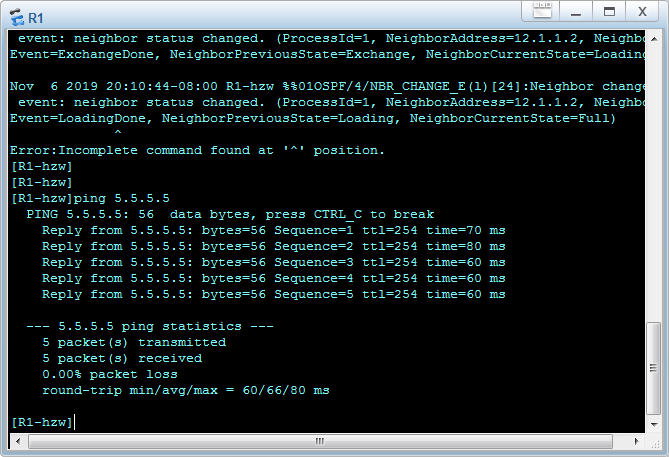 R1
 event: neighbor status changed. (ProcessId=1, NeighborAddress=12.1.1.2,
Event=ExchangeDone, NeighborPreviousState=Exchange,
Nov  6 2019 20:10:44-08:00 R1-hzw %%01OSPF/4/NBR_CHANGE_E(l)[24]:Neighbor
 event: neighbor status changed. (ProcessId=1, NeighborAddress=12.1.1.2,
Event=LoadingDone, NeighborPreviousState=Loading, NeighborCurrentState=Full)
             ^
Error:Incomplete command found at '^' position.
[R1-hzw]
[R1-hzw]
[R1-hzw]ping 5.5.5.5
  PING 5.5.5.5: 56  data bytes, press CTRL_C to break
    Reply from 5.5.5.5: bytes=56 Sequence=1 ttl=254 time=70 ms
    Reply from 5.5.5.5: bytes=56 Sequence=2 ttl=254 time=80 ms
    Reply from 5.5.5.5: bytes=56 Sequence=3 ttl=254 time=60 ms
    Reply from 5.5.5.5: bytes=56 Sequence=4 ttl=254 time=60 ms
    Reply from 5.5.5.5: bytes=56 Sequence=5 ttl=254 time=60 ms
  --- 5.5.5.5 ping statistics ---
    5 packet(s) transmitted
    5 packet(s) received
    0.00% packet loss
    round-trip min/avg/max = 60/66/80 ms
[R1-hzw]